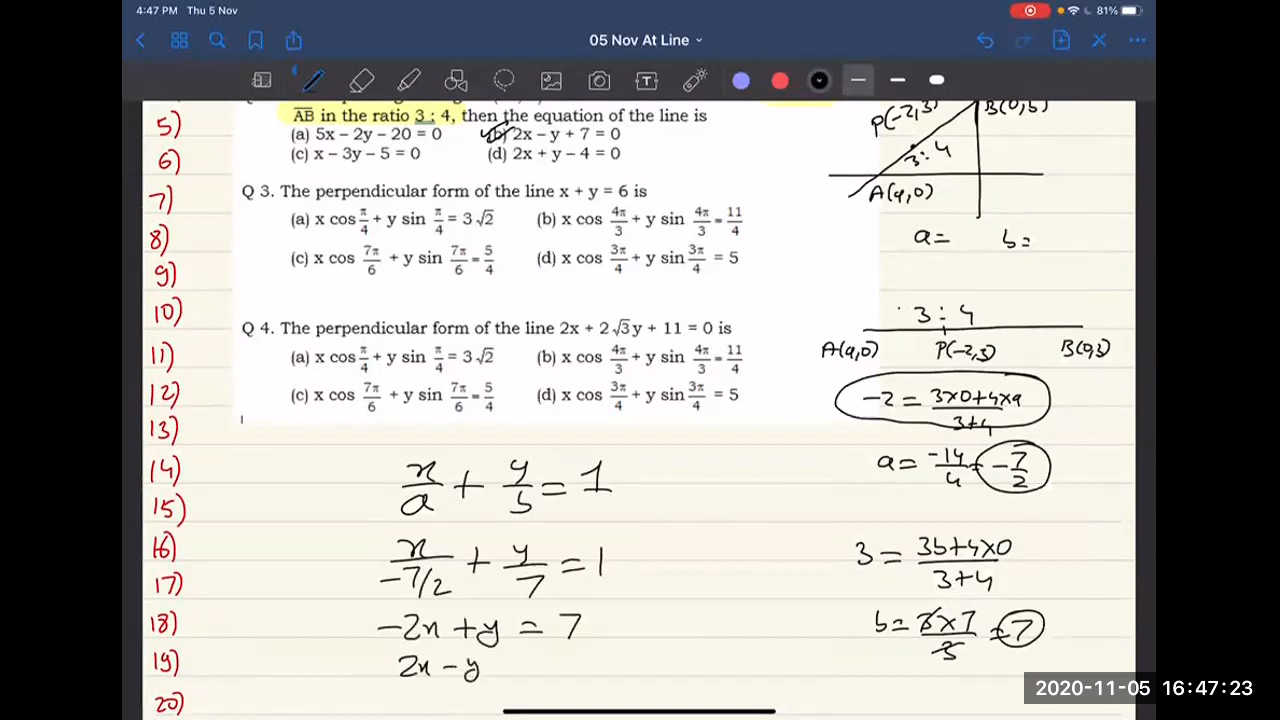 4:47 PM Thu 5 Nov
81%
05 Nov At Line
AB in the ratio 3 : 4, then the equation of the line is
(a) 5x – 2y – 20 = 0 (b) 2x – y + 7 = 0
(c) x – 3y – 5 = 0 (d) 2x + y – 4 = 0
Q 3. The perpendicular form of the line x + y = 6 is
(a) x cos π/4 + y sin π/4 = 3√2 (b) x cos 4π/3 + y sin 4π/3 = 11/4
(c) x cos 7π/6 + y sin 7π/6 = 5/4 (d) x cos 3π/4 + y sin 3π/4 = 5
Q 4. The perpendicular form of the line 2x + 2√3y + 11 = 0 is
(a) x cos π/4 + y sin π/4 = 3√2 (b) x cos 4π/3 + y sin 4π/3 = 11/4
(c) x cos 7π/6 + y sin 7π/6 = 5/4 (d) x cos 3π/4 + y sin 3π/4 = 5
5)
6)
7)
8)
9)
10)
11)
12)
13)
14)
15)
16)
17)
18)
19)
20)
x/a + y/b = 1
x/-7/2 + y/7 = 1
-2x + y = 7
2x - y
P(-2,3) B(0,b)
3:4
A(a,0)
a= b=
3:4
A(a,0) P(-2,3) B(0,b)
-2 = 3x0+4xa/3+4
a = -14/4 = -7/2
3 = 3b+4x0/3+4
b = 3x7/3 = 7
2020-11-05 16:47:23